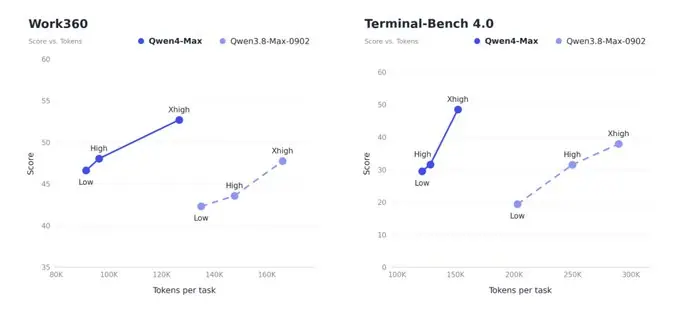 Work360
Score vs. Tokens
Qwen4-Max
Qwen3.8-Max-0902
60
55
50
45
40
35
Score
Xhigh
High
Low
Xhigh
High
Low
80K
100K
120K
140K
160K
Tokens per task
Terminal-Bench 4.0
Score vs. Tokens
Qwen4-Max
Qwen3.8-Max-0902
60
50
40
30
20
10
0
Score
Xhigh
High
Low
Xhigh
High
Low
100K
150K
200K
250K
300K
Tokens per task